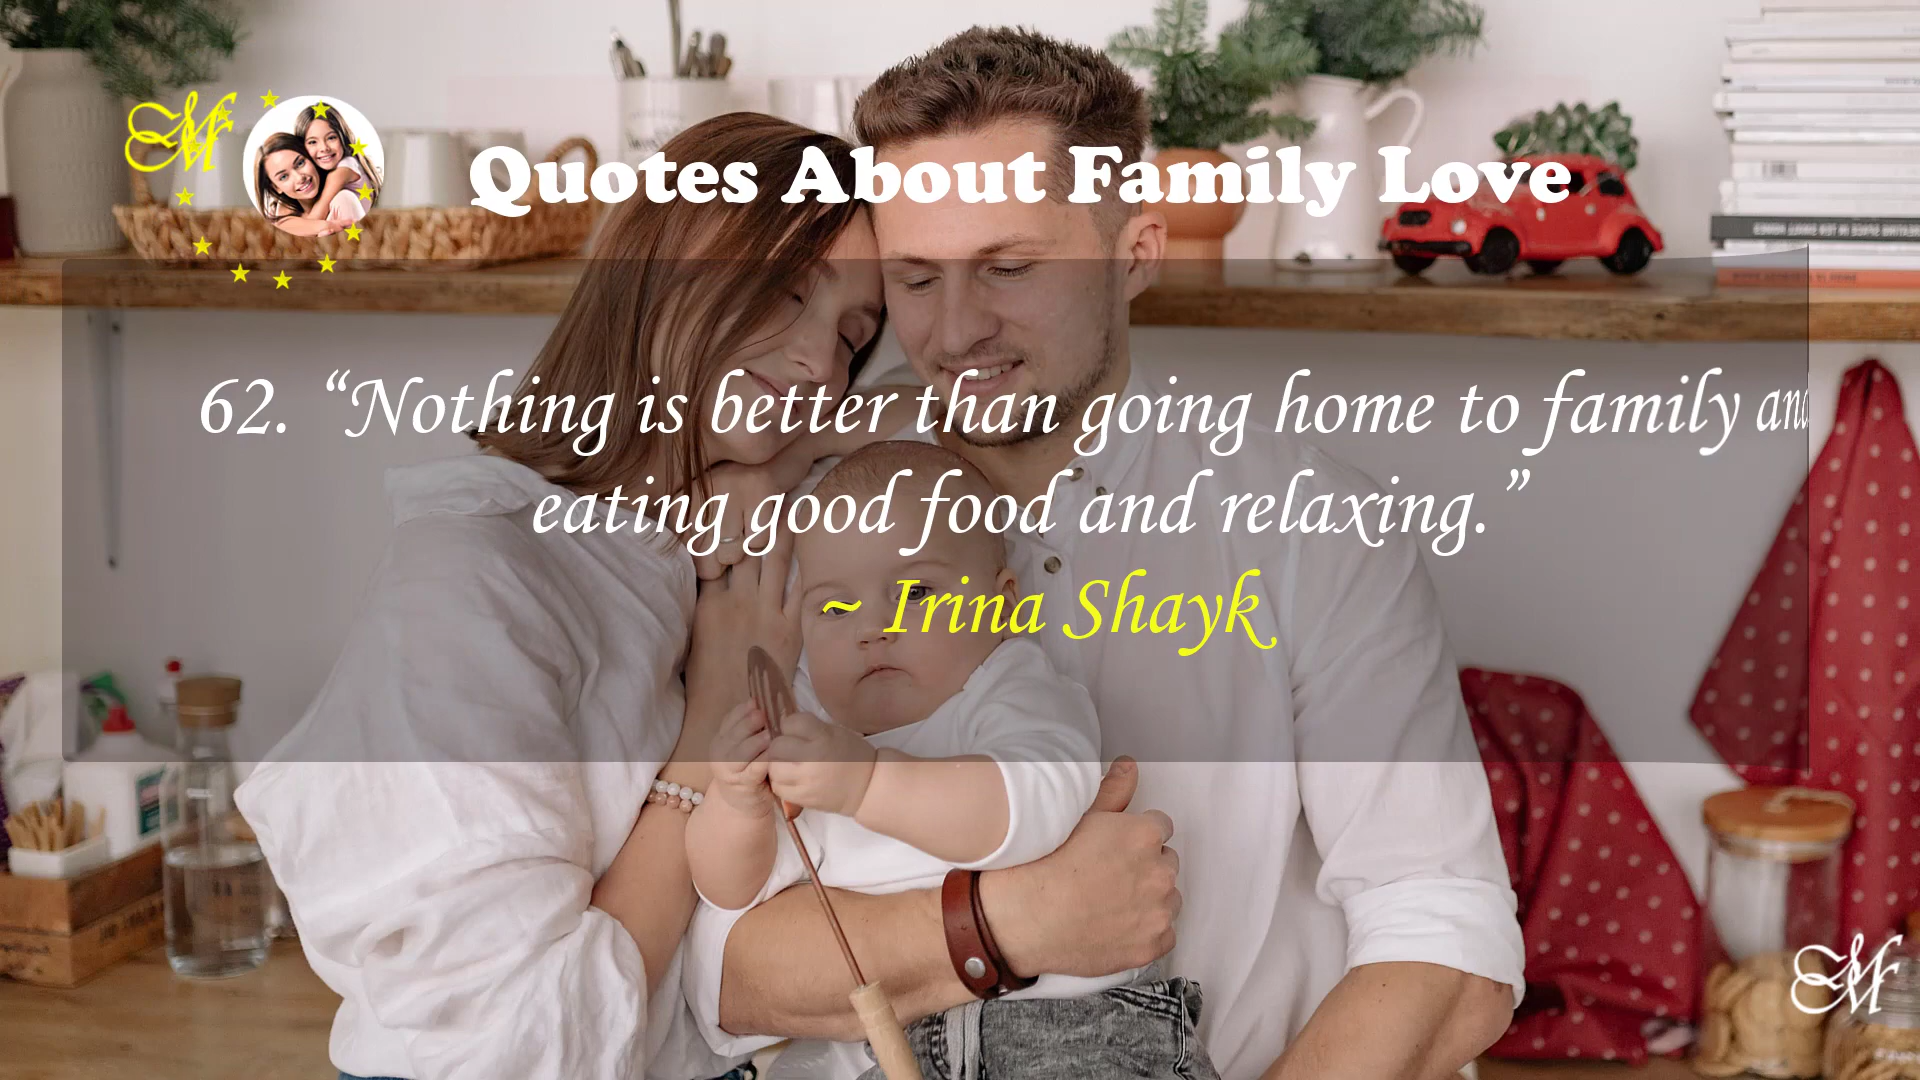 Quotes About Family Love
62. “Nothing is better than going home to family and
eating good food and relaxing.”
~ Irina Shayk